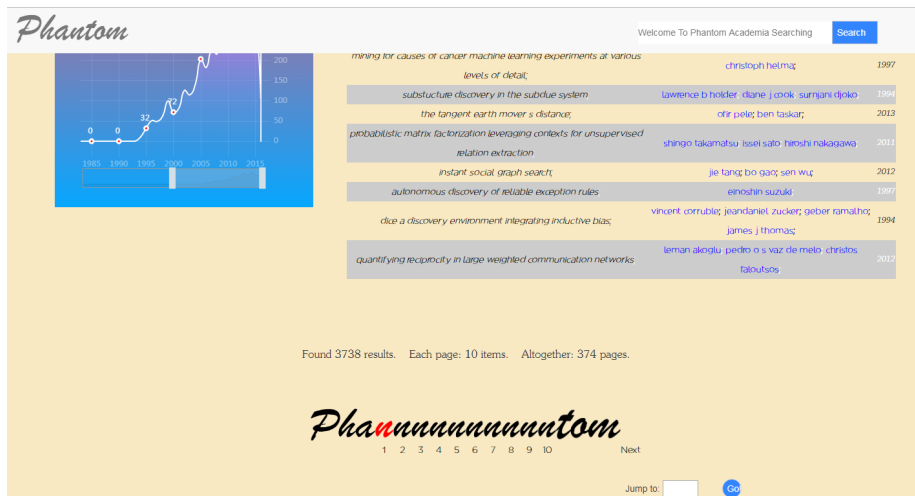 Phantom
Welcome To Phantom Academia Searching
Search
mining for causes of cancer machine learning experiments at various
levels of detail;
christoph helma;
1997
substucture discovery in the subdue system
lawrence b holder; diane j cook; surnjani djoko;
1994
the tangent earth mover s distance;
ofir pele; ben taskar;
2013
probabilistic matrix factorization leveraging contexts for unsupervised
relation extraction
shingo takamatsu; issei sato; hiroshi nakagawa;
2011
instant social graph search;
jie tang; bo gao; sen wu;
2012
autonomous discovery of reliable exception rules
einoshin suzuki;
1997
dice a discovery environment integrating inductive bias;
vincent corruble; jeandaniel zucker; geber ramalho;
james j thomas;
1994
quantifying reciprocity in large weighted communication networks
leman akoglu; pedro o s vaz de melo; christos
faloutsos;
2012
200
150
100
50
0
0
0
32
72
1985 1990 1995 2000 2005 2010 2015
Found 3738 results. Each page: 10 items. Altogether: 374 pages.
Phannnnnnnnnntom
1 2 3 4 5 6 7 8 9 10 Next
Jump to:
Go